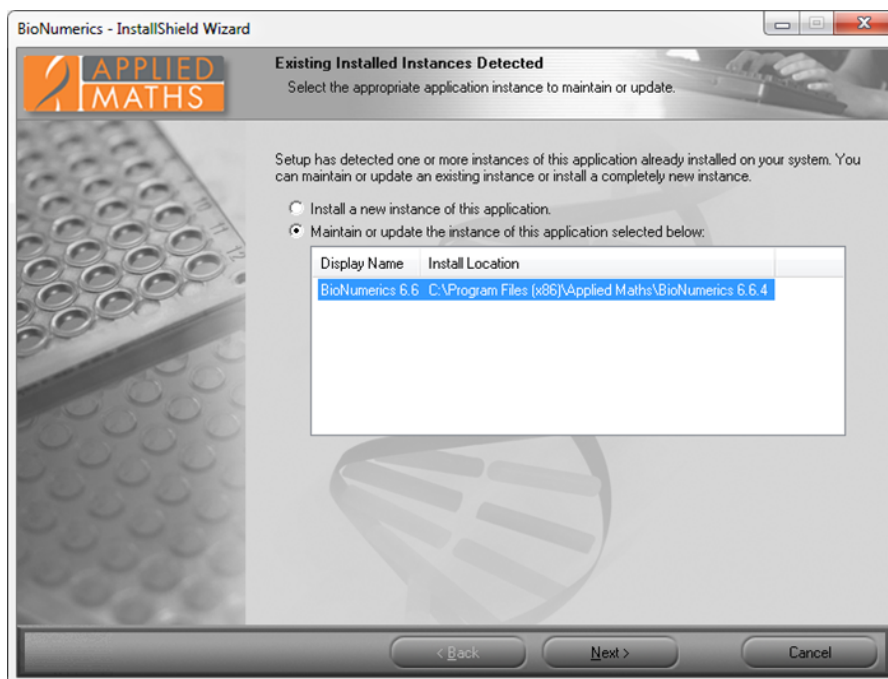 BioNumerics - InstallShield Wizard
APPLIED
MATHS
Existing Installed Instances Detected
Select the appropriate application instance to maintain or update.
Setup has detected one or more instances of this application already installed on your system. You
can maintain or update an existing instance or install a completely new instance.
Install a new instance of this application.
Maintain or update the instance of this application selected below:
Display Name Install Location
BioNumerics 6.6 C:\Program Files (x86)\Applied Maths\BioNumerics 6.6.4
10
11
12
< Back Next > Cancel